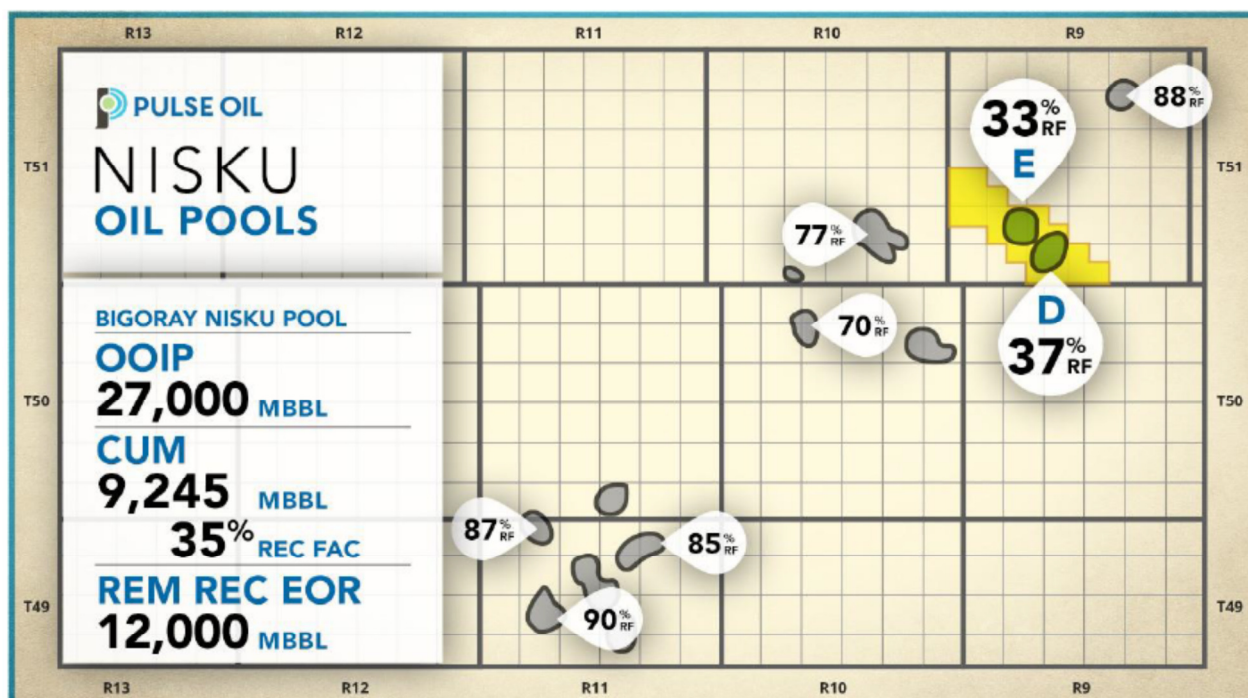 R13 R12 R11 R10 R9
PULSE OIL
NISKU
OIL POOLS
T51
T51
88% RF
33% RF
E
77% RF
BIGORAY NISKU POOL
OOIP
27,000 MBBL
70% RF
D
37% RF
T50
T50
CUM
9,245 MBBL
35% REC FAC
87% RF
85% RF
REM REC EOR
12,000 MBBL
90% RF
T49
T49
R13 R12 R11 R10 R9